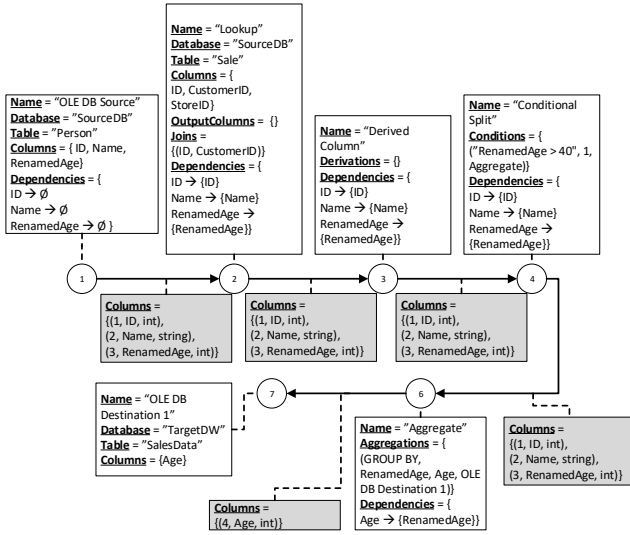 Name = "OLE DB Source"
Database = "SourceDB"
Table = "Person"
Columns = { ID, Name,
RenamedAge}
Dependencies = {
ID → Ø
Name → Ø
RenamedAge → Ø }
Name = "Lookup"
Database = "SourceDB"
Table = "Sale"
Columns = {
ID, CustomerID,
StoreID}
OutputColumns = {}
Joins =
{(ID, CustomerID)}
Dependencies = {
ID → {ID}
Name → {Name}
RenamedAge →
{RenamedAge}}
Name = "Derived
Column"
Derivations = {}
Dependencies = {
ID → {ID}
Name → {Name}
RenamedAge →
{RenamedAge}}
Name = "Conditional
Split"
Conditions = {
("RenamedAge > 40", 1,
Aggregate)}
Dependencies = {
ID → {ID}
Name → {Name}
RenamedAge →
{RenamedAge}}
1
2
3
4
Columns =
{(1, ID, int),
(2, Name, string),
(3, RenamedAge, int)}
Columns =
{(1, ID, int),
(2, Name, string),
(3, RenamedAge, int)}
Columns =
{(1, ID, int),
(2, Name, string),
(3, RenamedAge, int)}
7
6
Name = "OLE DB
Destination 1"
Database = "TargetDW"
Table = "SalesData"
Columns = {Age}
Name = "Aggregate"
Aggregations = {
(GROUP BY,
RenamedAge, Age, OLE
DB Destination 1)}
Dependencies = {
Age → {RenamedAge}}
Columns =
{(1, ID, int),
(2, Name, string),
(3, RenamedAge, int)}
Columns =
{(4, Age, int)}